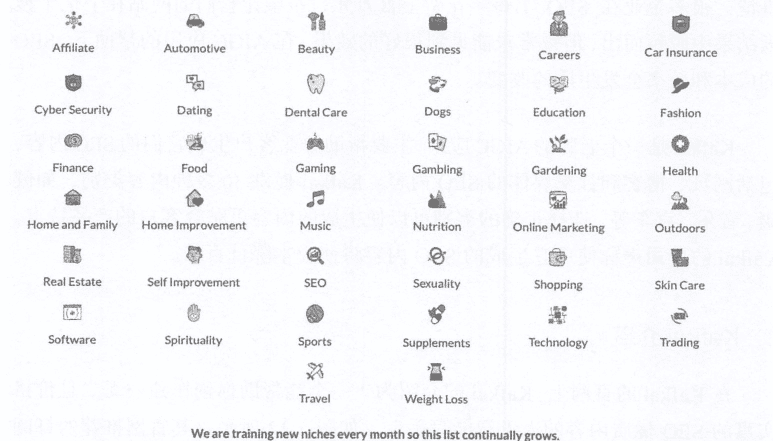 Affiliate Automotive Beauty Business Careers Car Insurance
Cyber Security Dating Dental Care Dogs Education Fashion
Finance Food Gaming Gambling Gardening Health
Home and Family Home Improvement Music Nutrition Online Marketing Outdoors
Real Estate Self Improvement SEO Sexuality Shopping Skin Care
Software Spirituality Sports Supplements Technology Trading
Travel Weight Loss
We are training new niches every month so this list continually grows.